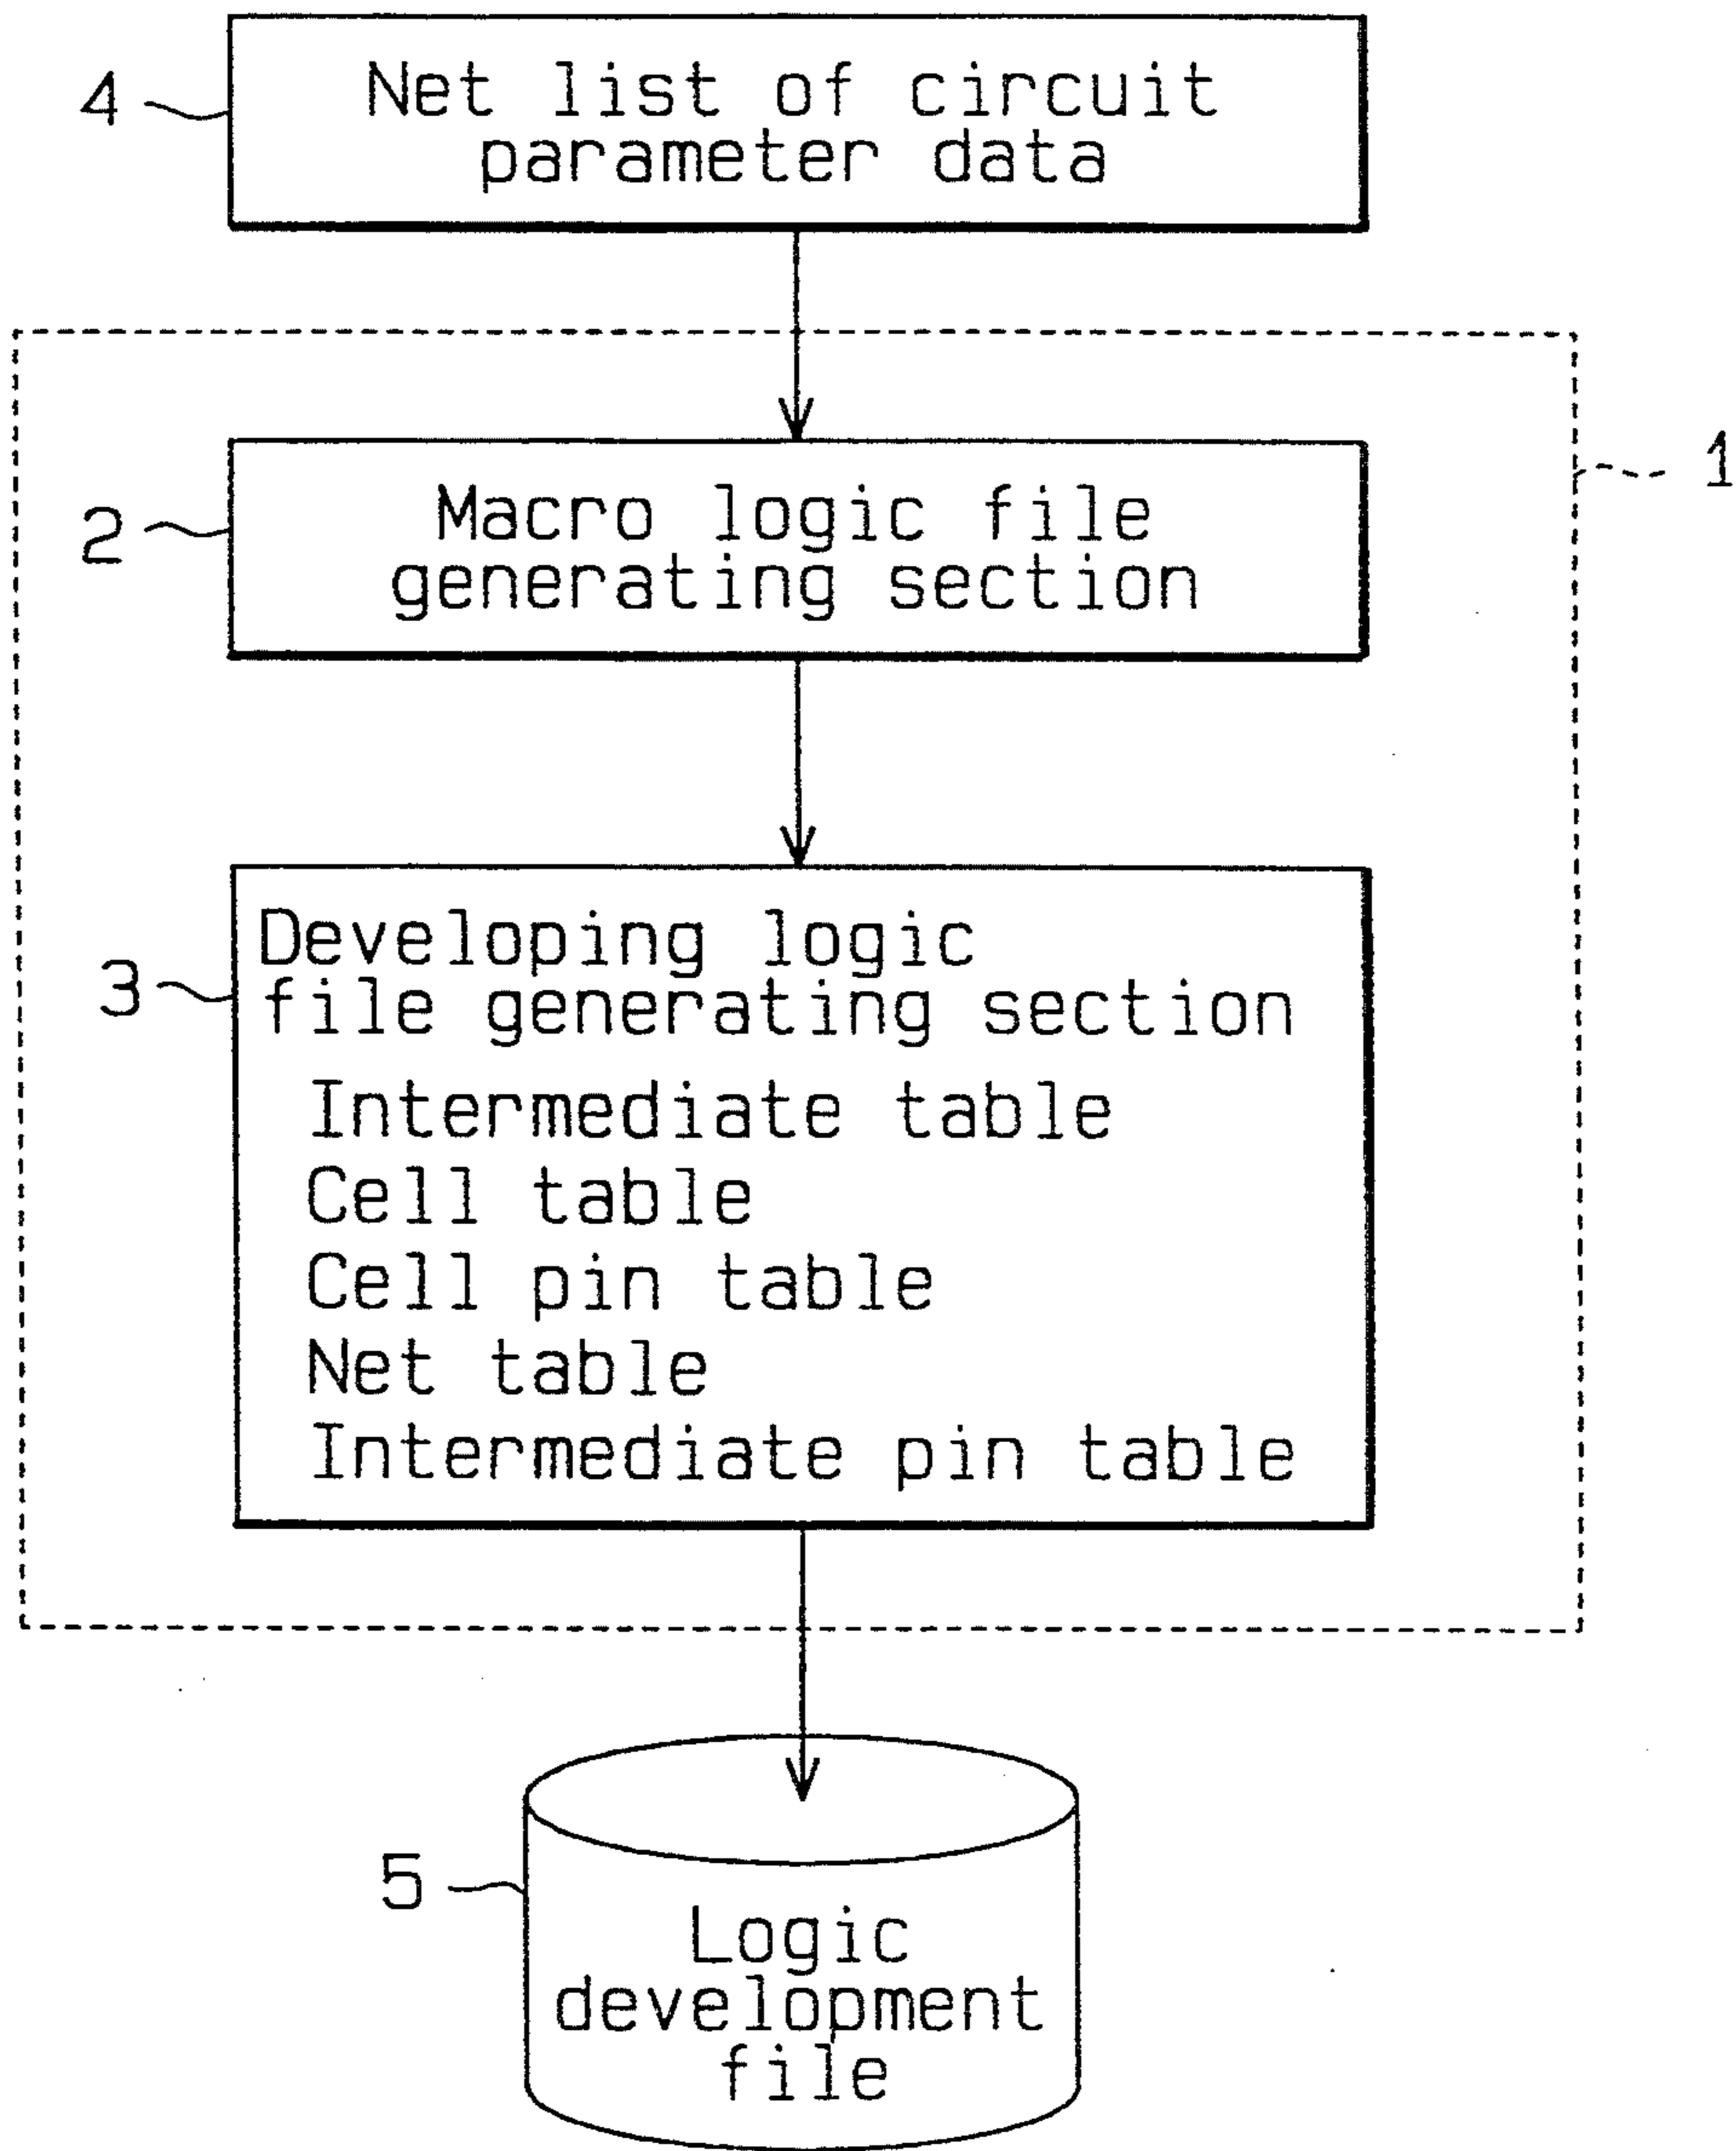 4
Net list of circuit
parameter data
1
2
Macro logic file
generating section
3
Developing logic
file generating section
Intermediate table
Cell table
Cell pin table
Net table
Intermediate pin table
5
Logic
development
file